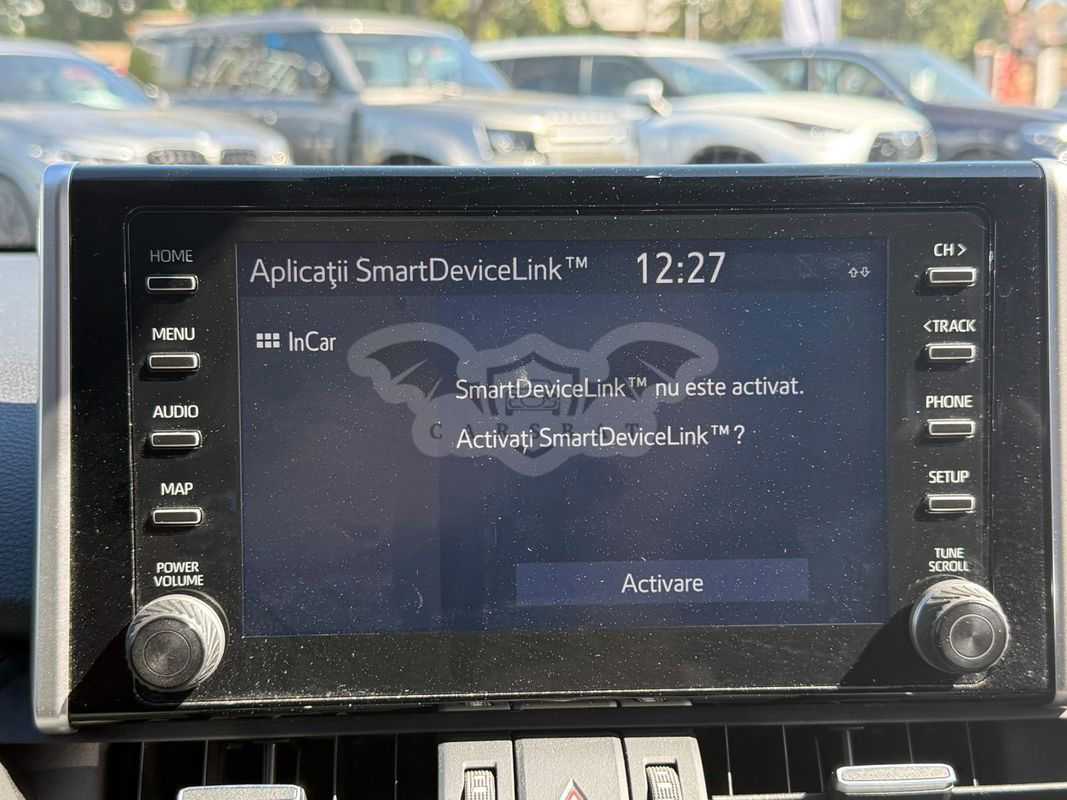 HOME
MENU
AUDIO
MAP
POWER
VOLUME
Aplicaţii SmartDeviceLink™ 12:27
InCar
SmartDeviceLink™ nu este activat.
Activaţi SmartDeviceLink™?
Activare
CARSBAT
CH >
<TRACK
PHONE
SETUP
TUNE
SCROLL